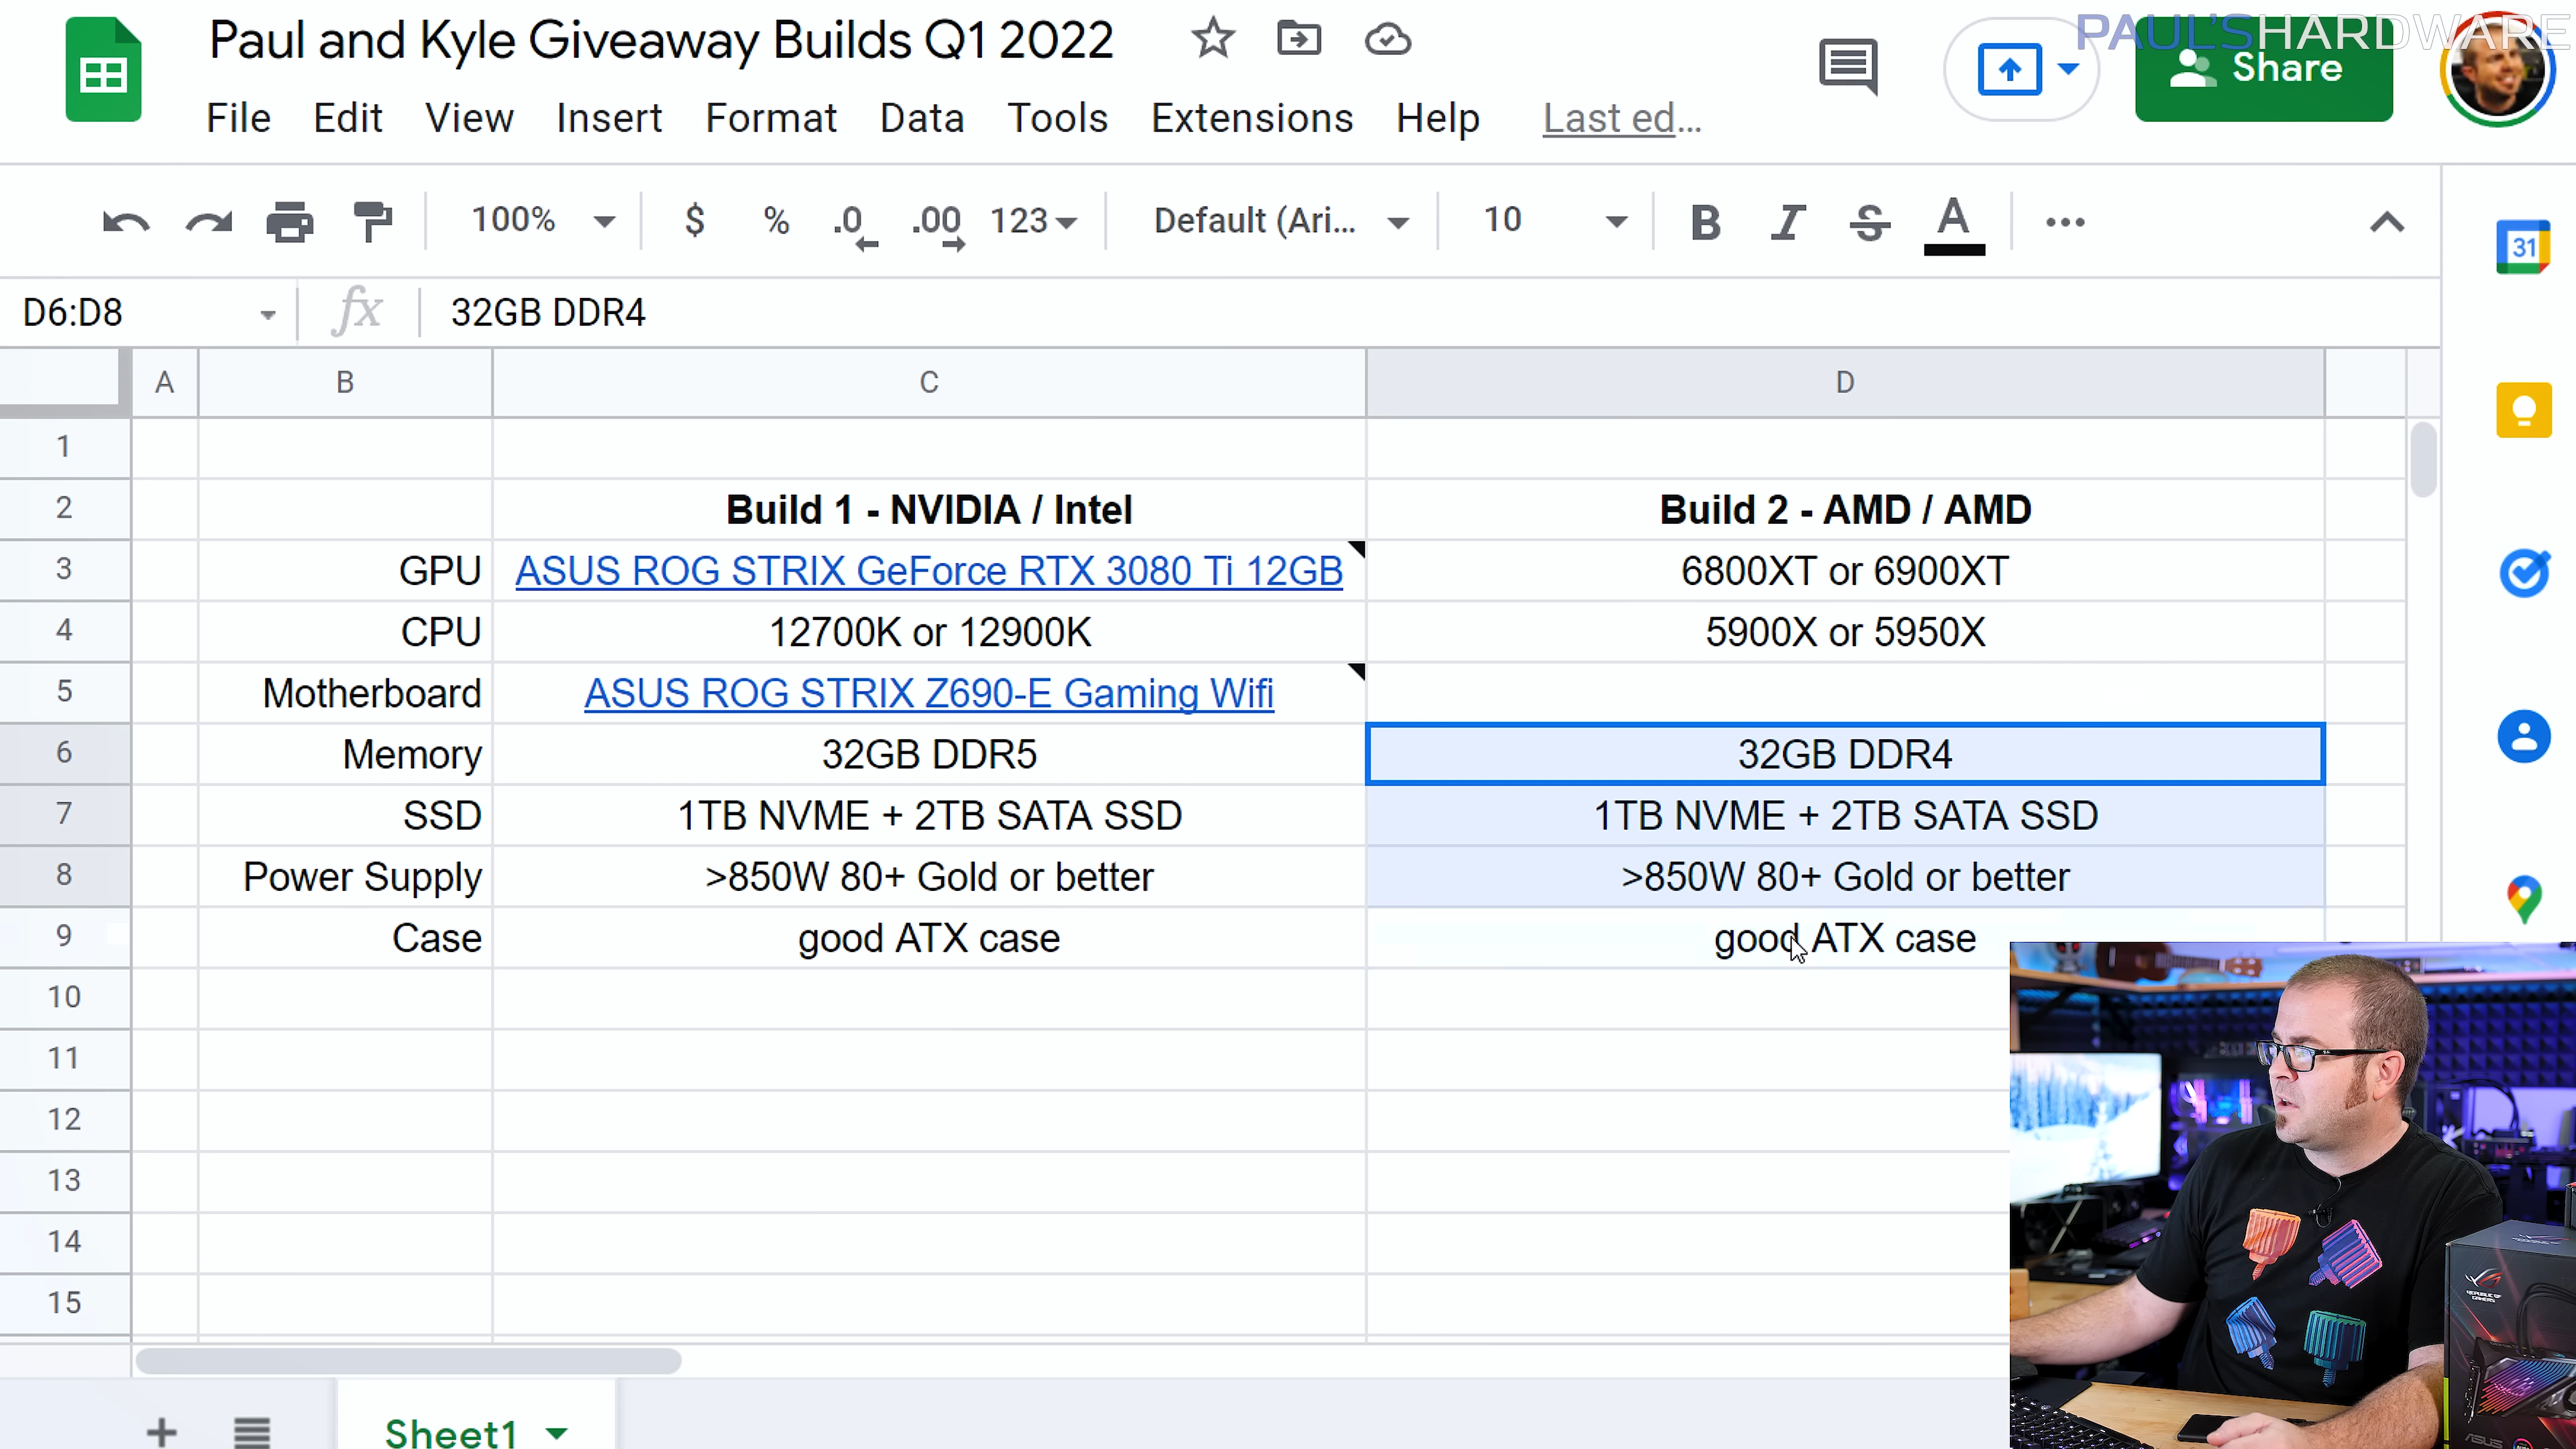 Paul and Kyle Giveaway Builds Q1 2022
PAUL'SHARDWARE
File Edit View Insert Format Data Tools Extensions Help Last ed...
Share
100% $ % .0 .00 123 Default (Ari... 10 B I S A
31
D6:D8 fx 32GB DDR4
A B C D
1
2 Build 1 - NVIDIA / Intel Build 2 - AMD / AMD
3 GPU ASUS ROG STRIX GeForce RTX 3080 Ti 12GB 6800XT or 6900XT
4 CPU 12700K or 12900K 5900X or 5950X
5 Motherboard ASUS ROG STRIX Z690-E Gaming Wifi
6 Memory 32GB DDR5 32GB DDR4
7 SSD 1TB NVME + 2TB SATA SSD 1TB NVME + 2TB SATA SSD
8 Power Supply >850W 80+ Gold or better >850W 80+ Gold or better
9 Case good ATX case good ATX case
10
11
12
13
14
15
REPUBLIC OF
GAMERS
ASUS
Sheet1